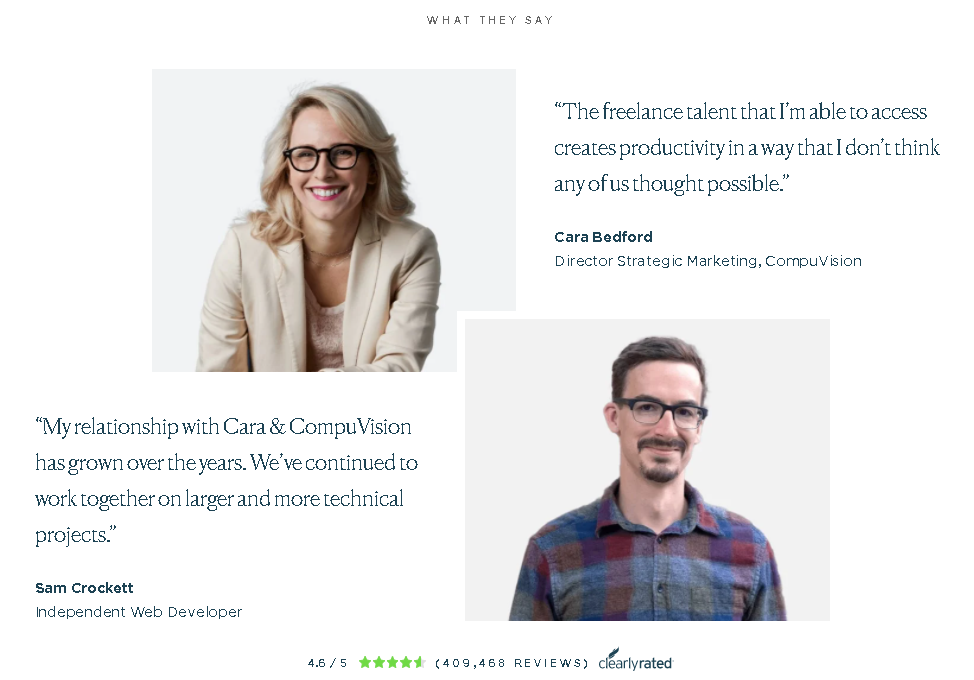 WHAT THEY SAY
“The freelance talent that I’m able to access
creates productivity in a way that I don’t think
any of us thought possible.”
Cara Bedford
Director Strategic Marketing, CompuVision
“My relationship with Cara & CompuVision
has grown over the years. We’ve continued to
work together on larger and more technical
projects.”
Sam Crockett
Independent Web Developer
4.6 / 5 (409,468 REVIEWS) clearlyrated